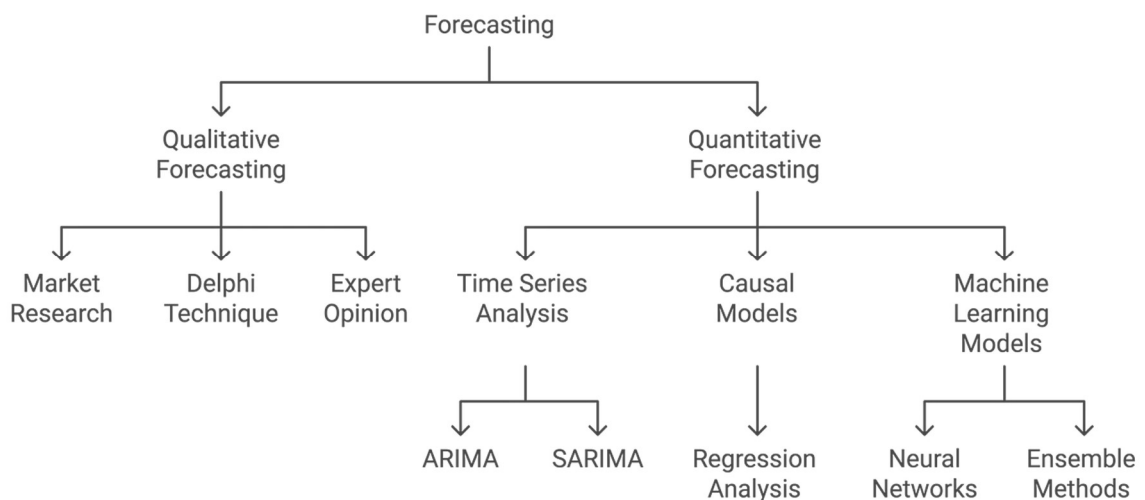 Forecasting
Qualitative
Forecasting
Quantitative
Forecasting
Market
Research
Delphi
Technique
Expert
Opinion
Time Series
Analysis
Causal
Models
Machine
Learning
Models
ARIMA
SARIMA
Regression
Analysis
Neural
Networks
Ensemble
Methods